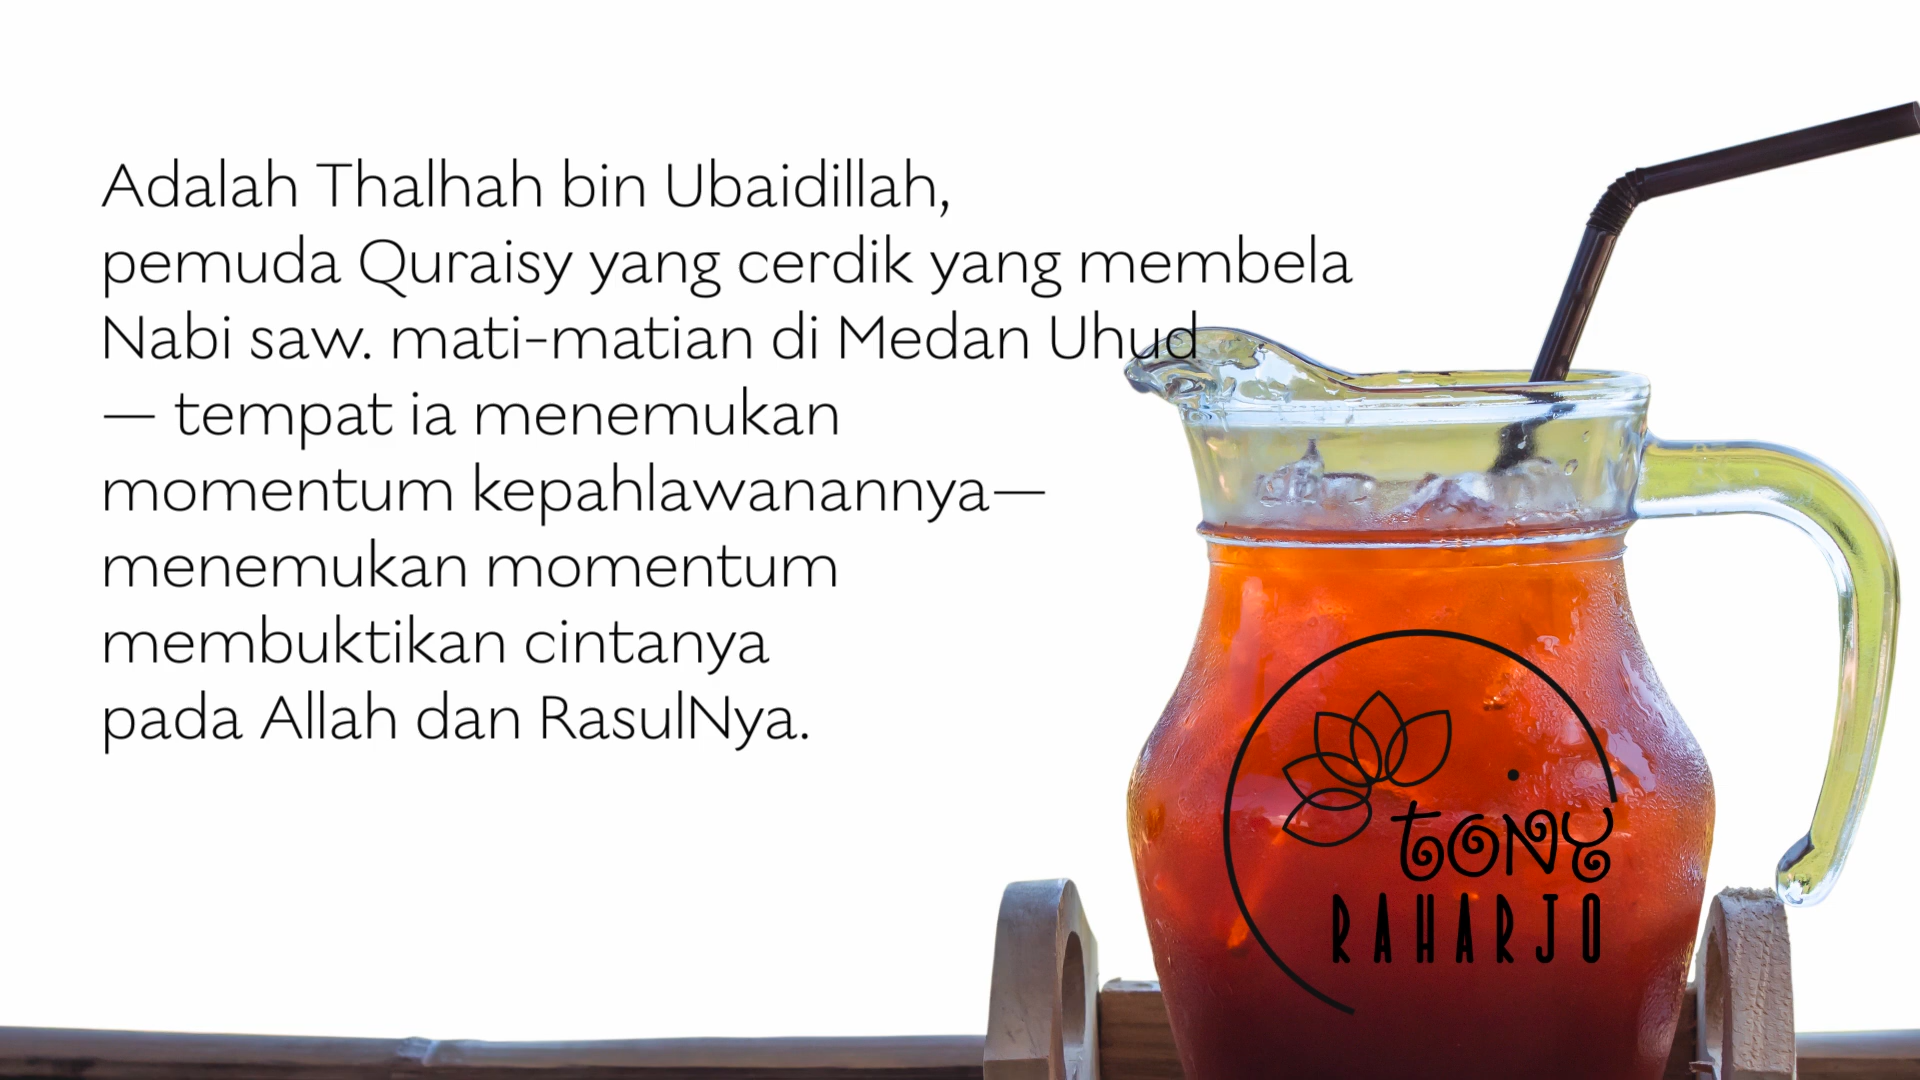 Adalah Thalhah bin Ubaidillah,
pemuda Quraisy yang cerdik yang membela
Nabi saw. mati-matian di Medan Uhud
— tempat ia menemukan
momentum kepahlawanannya—
menemukan momentum
membuktikan cintanya
pada Allah dan RasulNya.
tony
RAHARJO